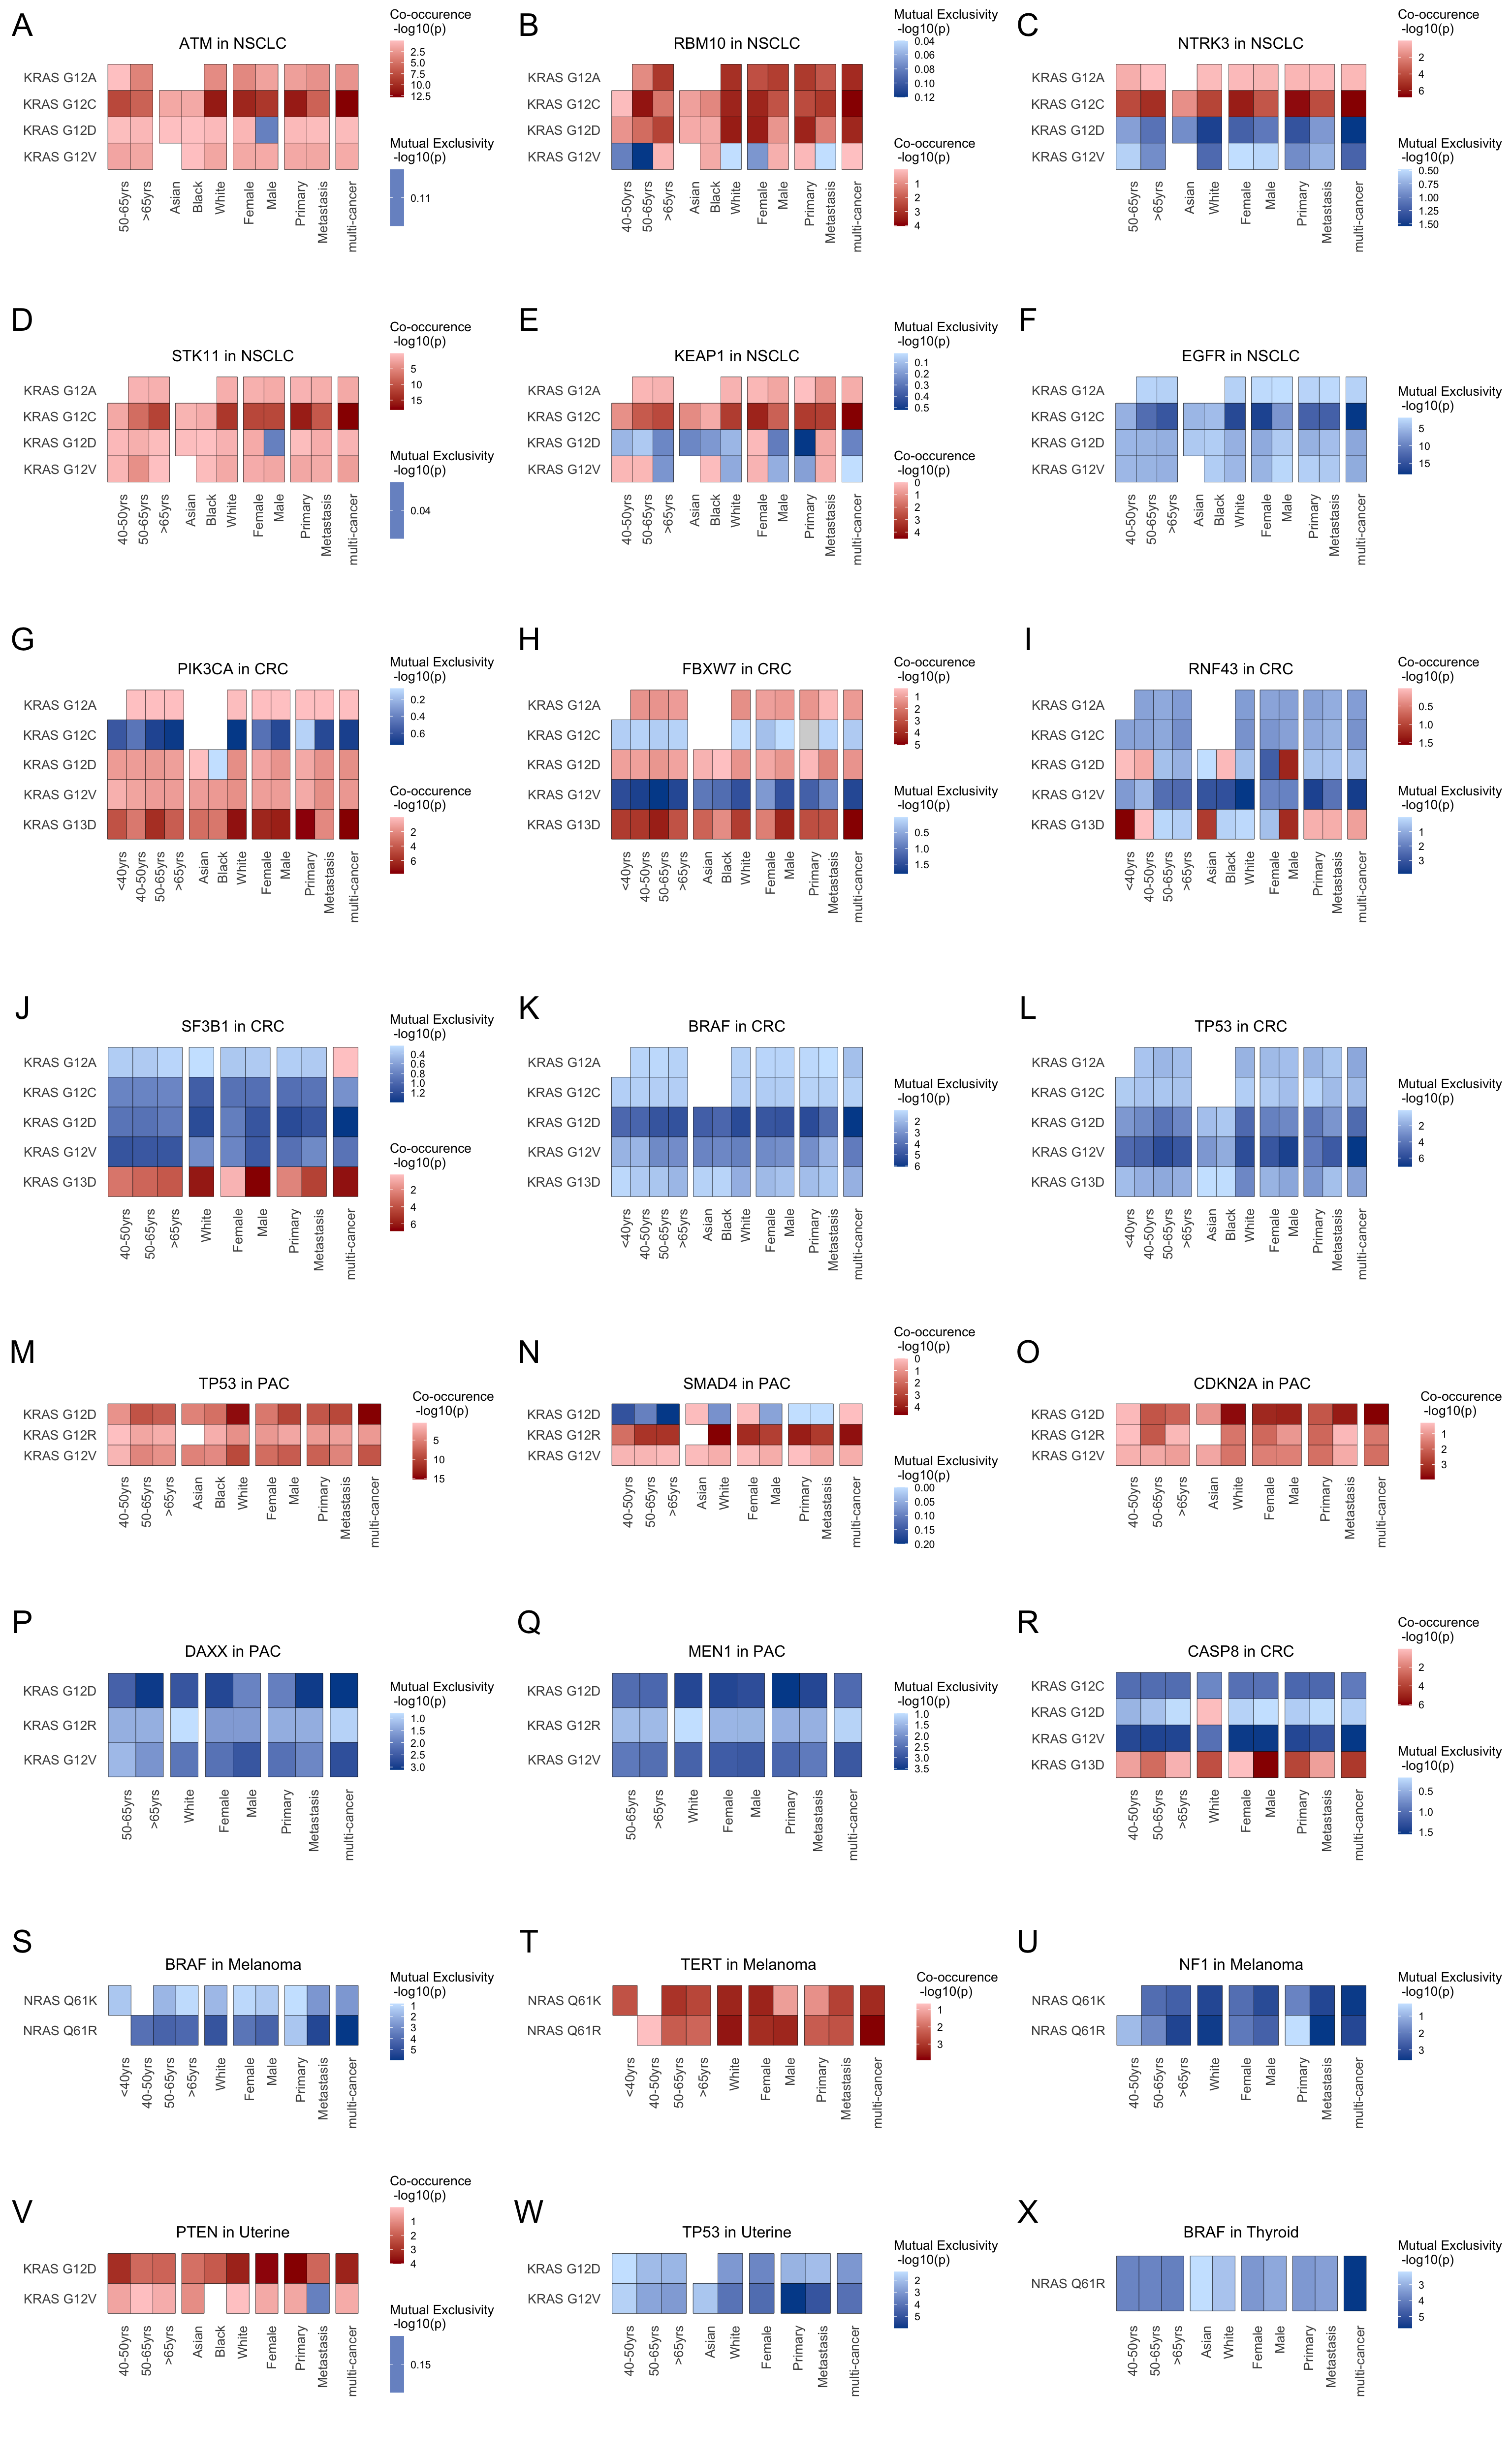 A
ATM in NSCLC
KRAS G12A
KRAS G12C
KRAS G12D
KRAS G12V
50-65yrs
>65yrs
Asian
Black
White
Female
Male
Primary
Metastasis
multi-cancer
Co-occurence
-log10(p)
2.5
5.0
7.5
10.0
12.5
Mutual Exclusivity
-log10(p)
0.11
B
RBM10 in NSCLC
KRAS G12A
KRAS G12C
KRAS G12D
KRAS G12V
40-50yrs
50-65yrs
>65yrs
Asian
Black
White
Female
Male
Primary
Metastasis
multi-cancer
Mutual Exclusivity
-log10(p)
0.04
0.06
0.08
0.10
0.12
Co-occurence
-log10(p)
1
2
3
4
C
NTRK3 in NSCLC
KRAS G12A
KRAS G12C
KRAS G12D
KRAS G12V
50-65yrs
>65yrs
Asian
White
Female
Male
Primary
Metastasis
multi-cancer
Co-occurence
-log10(p)
2
4
6
Mutual Exclusivity
-log10(p)
0.50
0.75
1.00
1.25
1.50
D
STK11 in NSCLC
KRAS G12A
KRAS G12C
KRAS G12D
KRAS G12V
40-50yrs
50-65yrs
>65yrs
Asian
Black
White
Female
Male
Primary
Metastasis
multi-cancer
Co-occurence
-log10(p)
5
10
15
Mutual Exclusivity
-log10(p)
0.04
E
KEAP1 in NSCLC
KRAS G12A
KRAS G12C
KRAS G12D
KRAS G12V
40-50yrs
50-65yrs
>65yrs
Asian
Black
White
Female
Male
Primary
Metastasis
multi-cancer
Mutual Exclusivity
-log10(p)
0.1
0.2
0.3
0.4
0.5
Co-occurence
-log10(p)
0
1
2
3
4
F
EGFR in NSCLC
KRAS G12A
KRAS G12C
KRAS G12D
KRAS G12V
40-50yrs
50-65yrs
>65yrs
Asian
Black
White
Female
Male
Primary
Metastasis
multi-cancer
Mutual Exclusivity
-log10(p)
5
10
15
G
PIK3CA in CRC
KRAS G12A
KRAS G12C
KRAS G12D
KRAS G12V
KRAS G13D
<40yrs
40-50yrs
50-65yrs
>65yrs
Asian
Black
White
Female
Male
Primary
Metastasis
multi-cancer
Mutual Exclusivity
-log10(p)
0.2
0.4
0.6
Co-occurence
-log10(p)
2
4
6
H
FBXW7 in CRC
KRAS G12A
KRAS G12C
KRAS G12D
KRAS G12V
KRAS G13D
<40yrs
40-50yrs
50-65yrs
>65yrs
Asian
Black
White
Female
Male
Primary
Metastasis
multi-cancer
Co-occurence
-log10(p)
1
2
3
4
5
Mutual Exclusivity
-log10(p)
0.5
1.0
1.5
I
RNF43 in CRC
KRAS G12A
KRAS G12C
KRAS G12D
KRAS G12V
KRAS G13D
<40yrs
40-50yrs
50-65yrs
>65yrs
Asian
Black
White
Female
Male
Primary
Metastasis
multi-cancer
Co-occurence
-log10(p)
0.5
1.0
1.5
Mutual Exclusivity
-log10(p)
1
2
3
J
SF3B1 in CRC
KRAS G12A
KRAS G12C
KRAS G12D
KRAS G12V
KRAS G13D
40-50yrs
50-65yrs
>65yrs
White
Female
Male
Primary
Metastasis
multi-cancer
Mutual Exclusivity
-log10(p)
0.4
0.6
0.8
1.0
1.2
Co-occurence
-log10(p)
2
4
6
K
BRAF in CRC
KRAS G12A
KRAS G12C
KRAS G12D
KRAS G12V
KRAS G13D
<40yrs
40-50yrs
50-65yrs
>65yrs
Asian
Black
White
Female
Male
Primary
Metastasis
multi-cancer
Mutual Exclusivity
-log10(p)
2
3
4
5
6
L
TP53 in CRC
KRAS G12A
KRAS G12C
KRAS G12D
KRAS G12V
KRAS G13D
<40yrs
40-50yrs
50-65yrs
>65yrs
Asian
Black
White
Female
Male
Primary
Metastasis
multi-cancer
Mutual Exclusivity
-log10(p)
2
4
6
M
TP53 in PAC
KRAS G12D
KRAS G12R
KRAS G12V
40-50yrs
50-65yrs
>65yrs
Asian
Black
White
Female
Male
Primary
Metastasis
multi-cancer
Co-occurence
-log10(p)
5
10
15
N
SMAD4 in PAC
KRAS G12D
KRAS G12R
KRAS G12V
40-50yrs
50-65yrs
>65yrs
Asian
White
Female
Male
Primary
Metastasis
multi-cancer
Co-occurence
-log10(p)
0
1
2
3
4
Mutual Exclusivity
-log10(p)
0.00
0.05
0.10
0.15
0.20
O
CDKN2A in PAC
KRAS G12D
KRAS G12R
KRAS G12V
40-50yrs
50-65yrs
>65yrs
Asian
White
Female
Male
Primary
Metastasis
multi-cancer
Co-occurence
-log10(p)
1
2
3
P
DAXX in PAC
KRAS G12D
KRAS G12R
KRAS G12V
50-65yrs
>65yrs
White
Female
Male
Primary
Metastasis
multi-cancer
Mutual Exclusivity
-log10(p)
1.0
1.5
2.0
2.5
3.0
Q
MEN1 in PAC
KRAS G12D
KRAS G12R
KRAS G12V
50-65yrs
>65yrs
White
Female
Male
Primary
Metastasis
multi-cancer
Mutual Exclusivity
-log10(p)
1.0
1.5
2.0
2.5
3.0
3.5
R
CASP8 in CRC
KRAS G12C
KRAS G12D
KRAS G12V
KRAS G13D
40-50yrs
50-65yrs
>65yrs
White
Female
Male
Primary
Metastasis
multi-cancer
Co-occurence
-log10(p)
2
4
6
Mutual Exclusivity
-log10(p)
0.5
1.0
1.5
S
BRAF in Melanoma
NRAS Q61K
NRAS Q61R
<40yrs
40-50yrs
50-65yrs
>65yrs
White
Female
Male
Primary
Metastasis
multi-cancer
Mutual Exclusivity
-log10(p)
1
2
3
4
5
T
TERT in Melanoma
NRAS Q61K
NRAS Q61R
<40yrs
40-50yrs
50-65yrs
>65yrs
White
Female
Male
Primary
Metastasis
multi-cancer
Co-occurence
-log10(p)
1
2
3
U
NF1 in Melanoma
NRAS Q61K
NRAS Q61R
40-50yrs
50-65yrs
>65yrs
White
Female
Male
Primary
Metastasis
multi-cancer
Mutual Exclusivity
-log10(p)
1
2
3
V
PTEN in Uterine
KRAS G12D
KRAS G12V
40-50yrs
50-65yrs
>65yrs
Asian
Black
White
Female
Primary
Metastasis
multi-cancer
Co-occurence
-log10(p)
1
2
3
4
Mutual Exclusivity
-log10(p)
0.15
W
TP53 in Uterine
KRAS G12D
KRAS G12V
40-50yrs
50-65yrs
>65yrs
Asian
White
Female
Primary
Metastasis
multi-cancer
Mutual Exclusivity
-log10(p)
2
3
4
5
X
BRAF in Thyroid
NRAS Q61R
40-50yrs
50-65yrs
>65yrs
Asian
White
Female
Male
Primary
Metastasis
multi-cancer
Mutual Exclusivity
-log10(p)
3
4
5